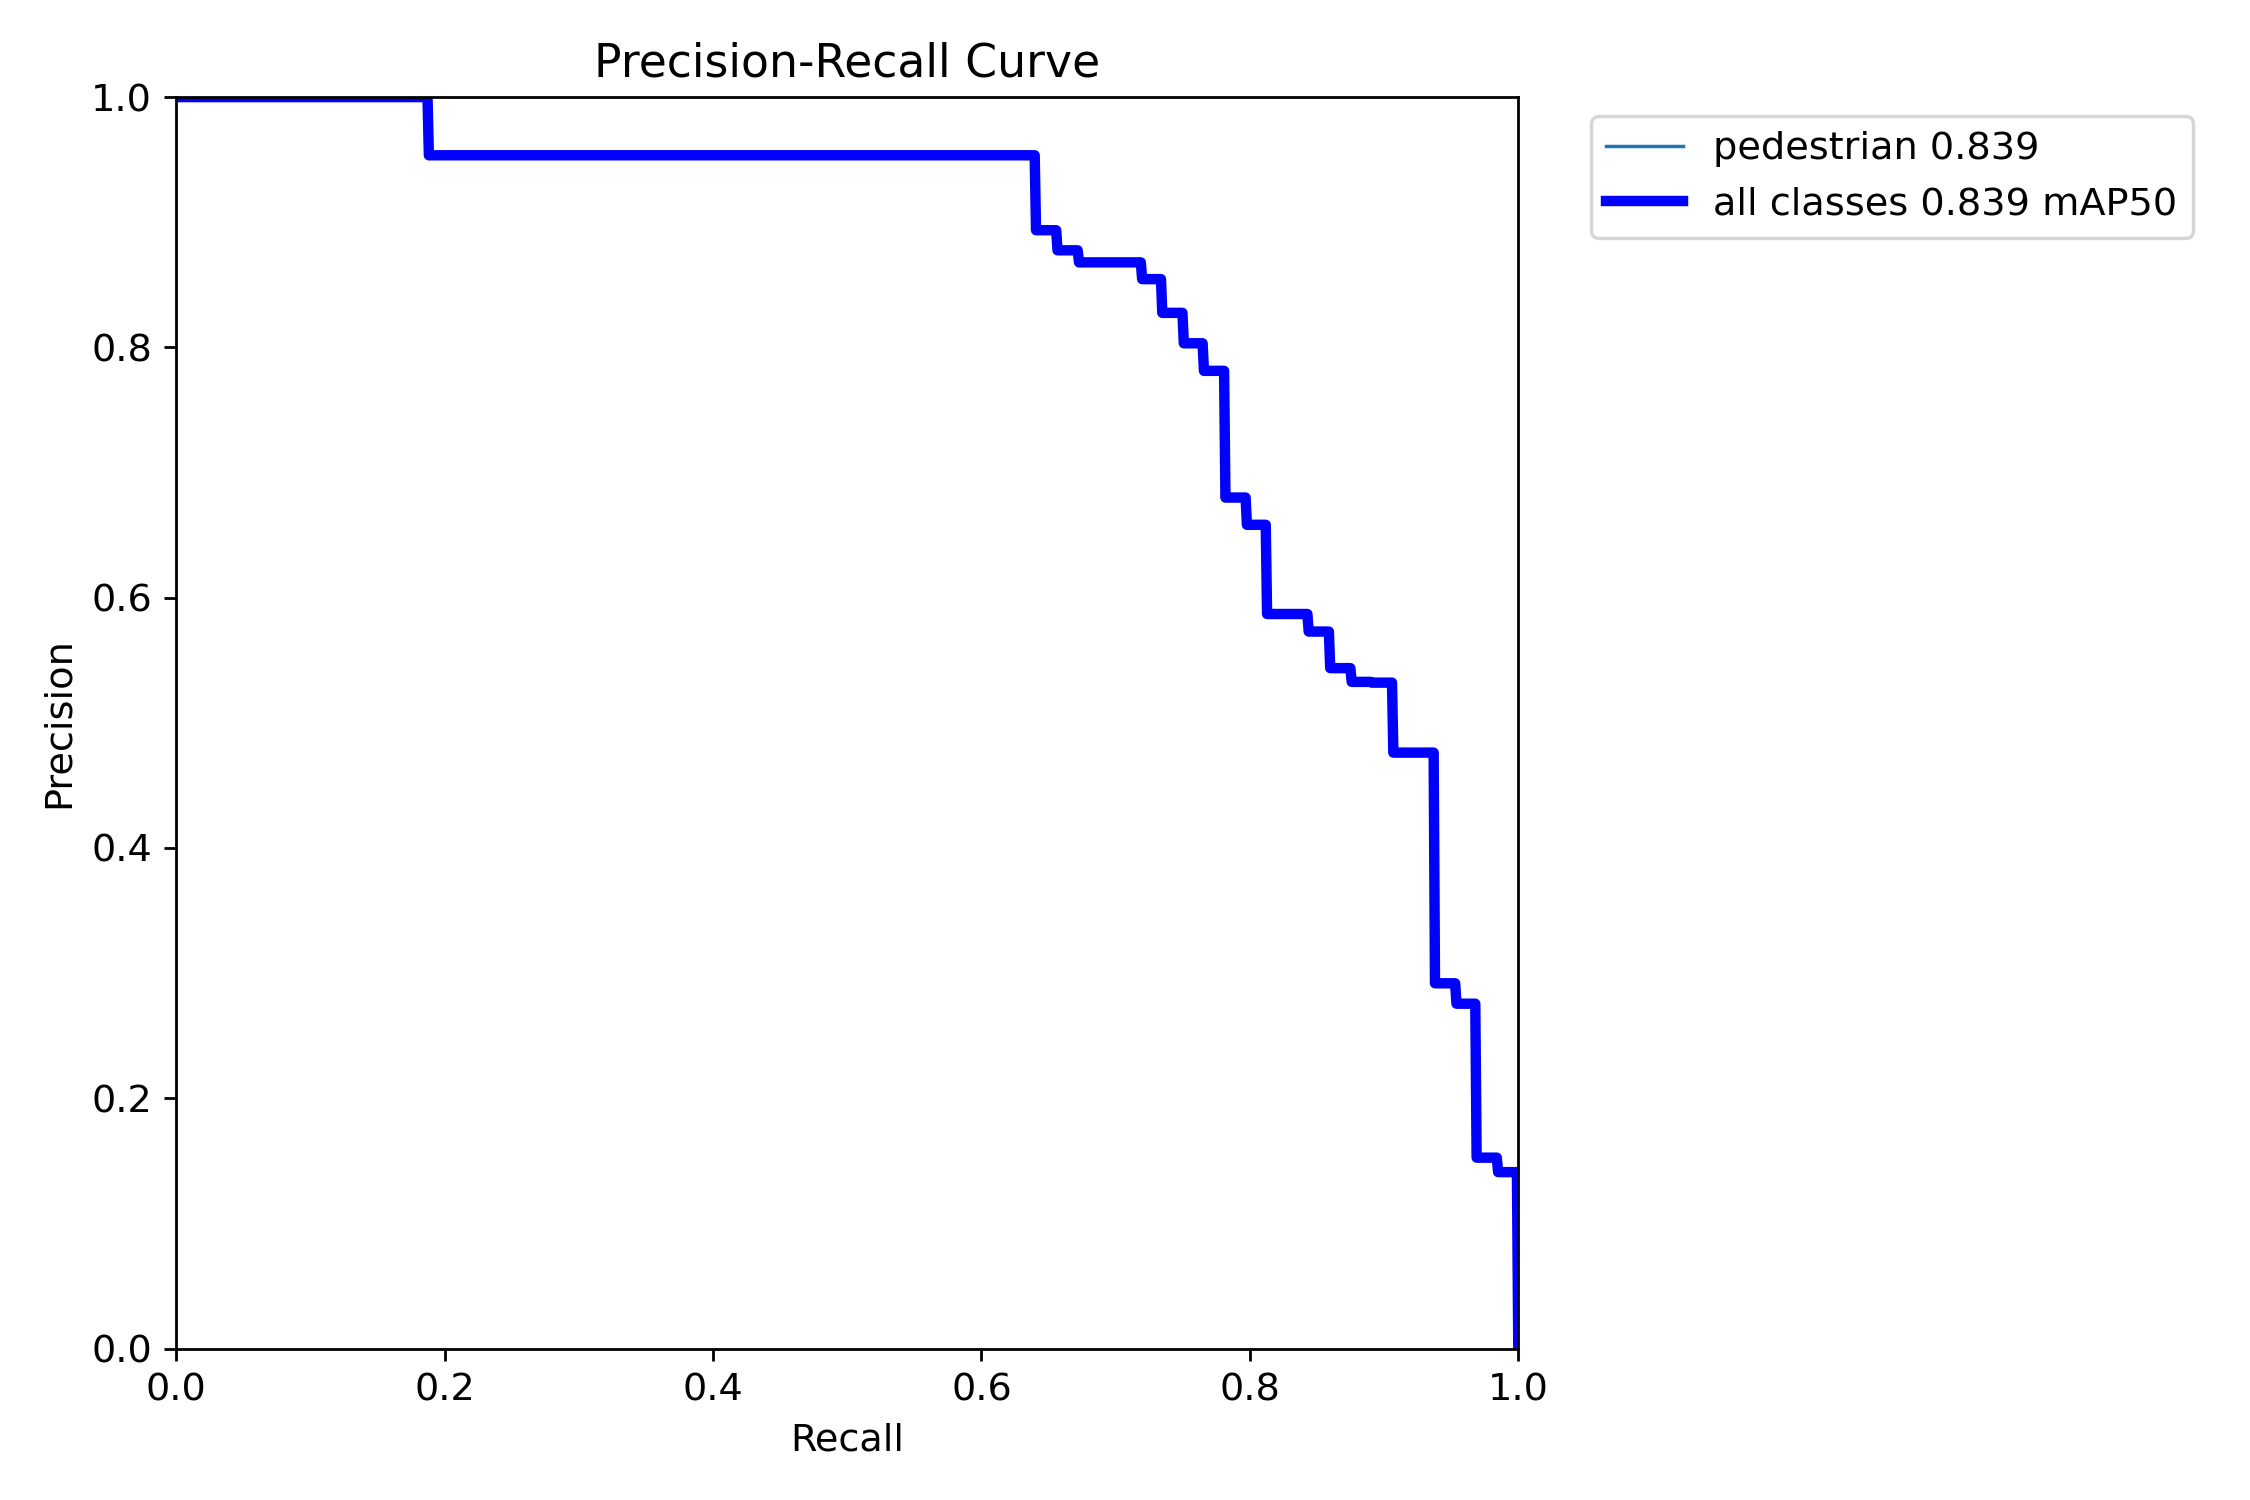 Precision-Recall Curve
1.0
0.8
0.6
0.4
0.2
0.0
Precision
0.0 0.2 0.4 0.6 0.8 1.0
Recall
pedestrian 0.839
all classes 0.839 mAP50